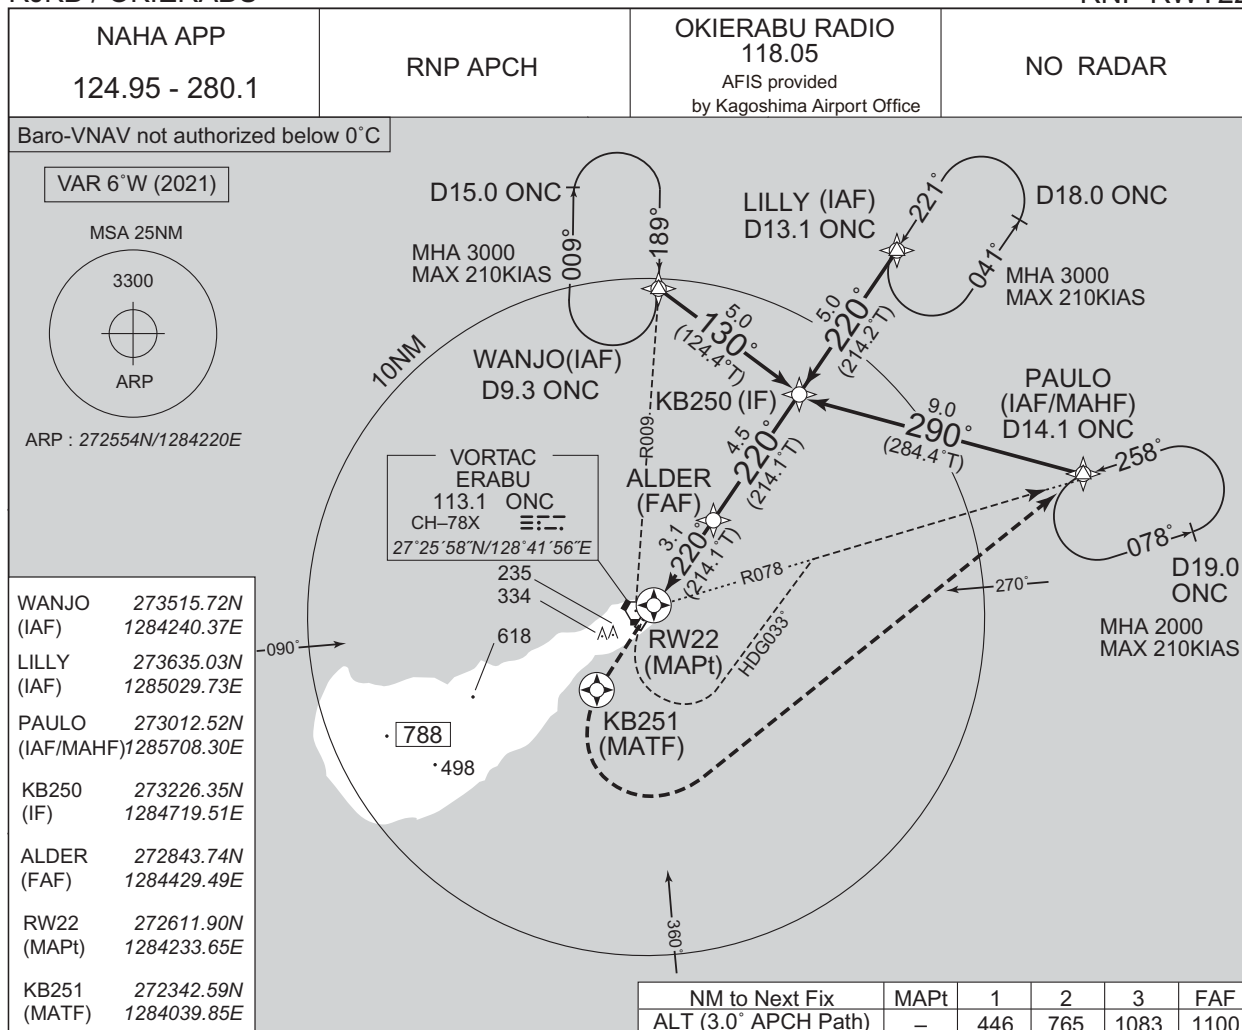 NAHA APP
124.95 - 280.1
RNP APCH
OKIERABU RADIO
118.05
AFIS provided
by Kagoshima Airport Office
NO RADAR
Baro-VNAV not authorized below 0˚C
VAR 6˚W (2021)
MSA 25NM
3300
ARP
ARP : 272554N/1284220E
D15.0 ONC
009°
189°
MHA 3000
MAX 210KIAS
WANJO(IAF)
D9.3 ONC
10NM
LILLY (IAF)
D13.1 ONC
221°
041°
D18.0 ONC
MHA 3000
MAX 210KIAS
5.0
130°
(124.4˚T)
5.0
220°
(214.2˚T)
KB250 (IF)
PAULO
(IAF/MAHF)
D14.1 ONC
9.0
290°
(284.4˚T)
258°
078°
D19.0
ONC
MHA 2000
MAX 210KIAS
R009
4.5
220°
(214.1˚T)
ALDER
(FAF)
VORTAC
ERABU
113.1 ONC
CH–78X
27°25´58˝N/128°41´56˝E
3.1
220°
(214.1˚T)
R078
HDG033°
270°
235
334
618
090°
RW22
(MAPt)
KB251
(MATF)
788
498
360°
WANJO 273515.72N
(IAF) 1284240.37E
LILLY 273635.03N
(IAF) 1285029.73E
PAULO 273012.52N
(IAF/MAHF) 1285708.30E
KB250 273226.35N
(IF) 1284719.51E
ALDER 272843.74N
(FAF) 1284429.49E
RW22 272611.90N
(MAPt) 1284233.65E
KB251 272342.59N
(MATF) 1284039.85E
NM to Next Fix MAPt 1 2 3 FAF
ALT (3.0˚ APCH Path) – 446 765 1083 1100